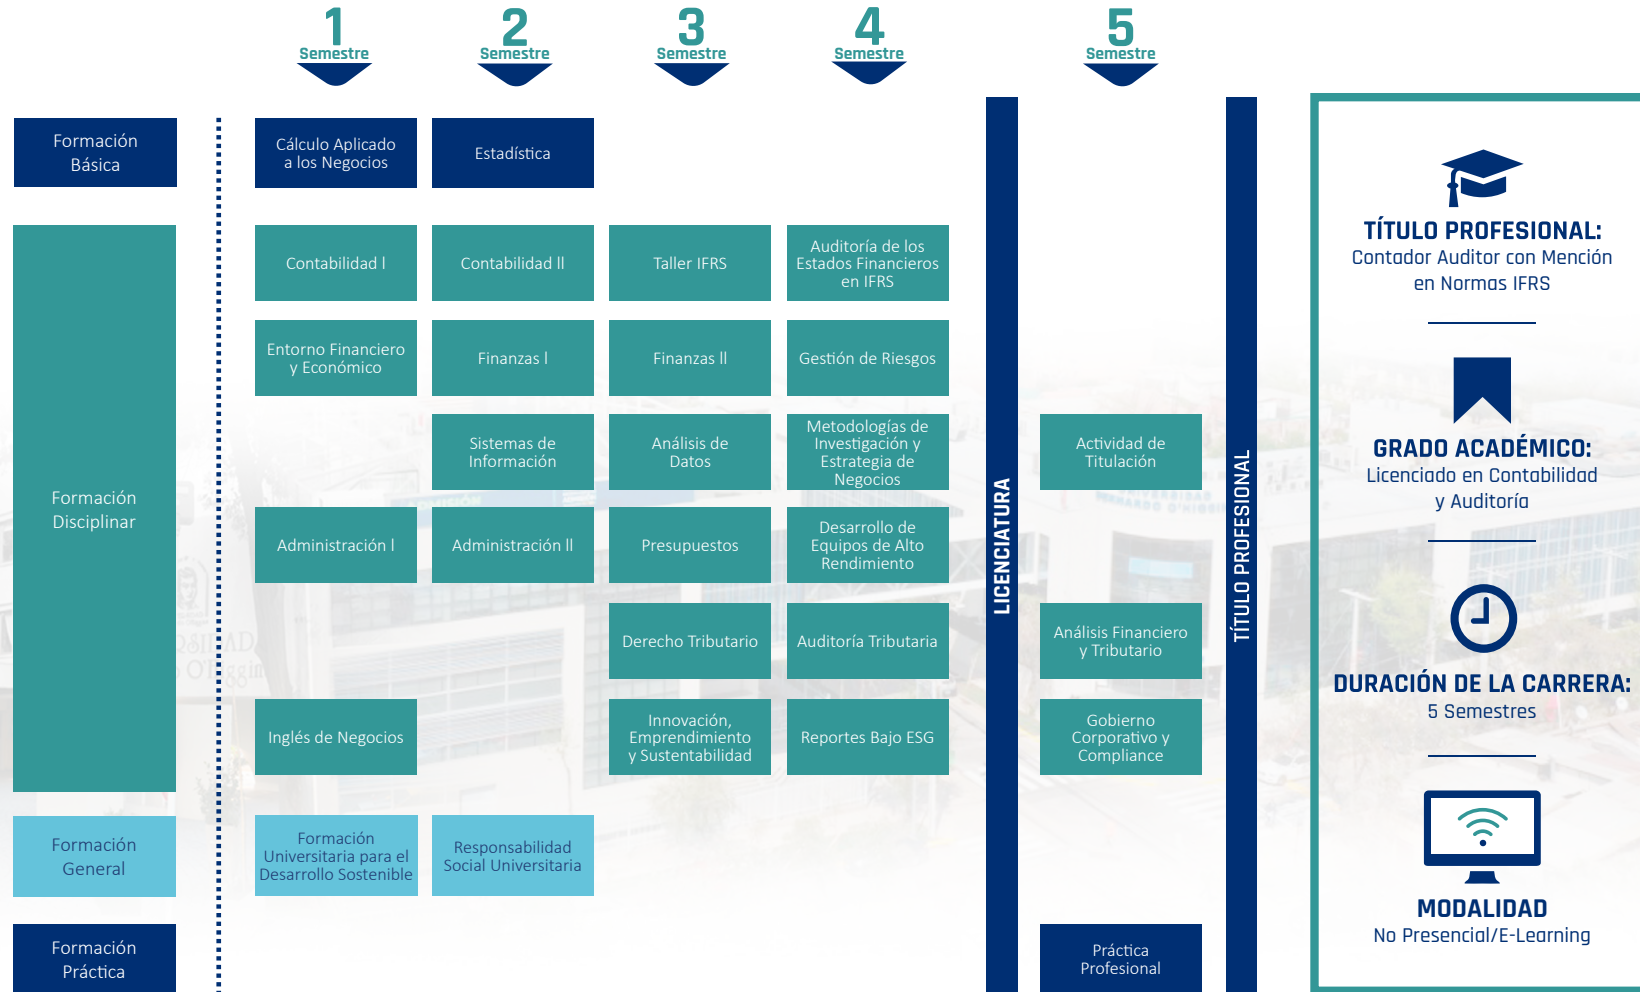 1
Semestre
2
Semestre
3
Semestre
4
Semestre
5
Semestre
Formación
Básica
Cálculo Aplicado
a los Negocios
Estadística
Formación
Disciplinar
Contabilidad l
Contabilidad ll
Taller IFRS
Auditoría de los
Estados Financieros
en IFRS
Entorno Financiero
y Económico
Finanzas l
Finanzas ll
Gestión de Riesgos
Sistemas de
Información
Análisis de
Datos
Metodologías de
Investigación y
Estrategia de
Negocios
Actividad de
Titulación
Administración l
Administración ll
Presupuestos
Desarrollo de
Equipos de Alto
Rendimiento
Derecho Tributario
Auditoría Tributaria
Análisis Financiero
y Tributario
Inglés de Negocios
Innovación,
Emprendimiento
y Sustentabilidad
Reportes Bajo ESG
Gobierno
Corporativo y
Compliance
Formación
General
Formación
Universitaria para el
Desarrollo Sostenible
Responsabilidad
Social Universitaria
Formación
Práctica
Práctica
Profesional
LICENCIATURA
TÍTULO PROFESIONAL
TÍTULO PROFESIONAL:
Contador Auditor con Mención
en Normas IFRS
GRADO ACADÉMICO:
Licenciado en Contabilidad
y Auditoría
DURACIÓN DE LA CARRERA:
5 Semestres
MODALIDAD
No Presencial/E-Learning